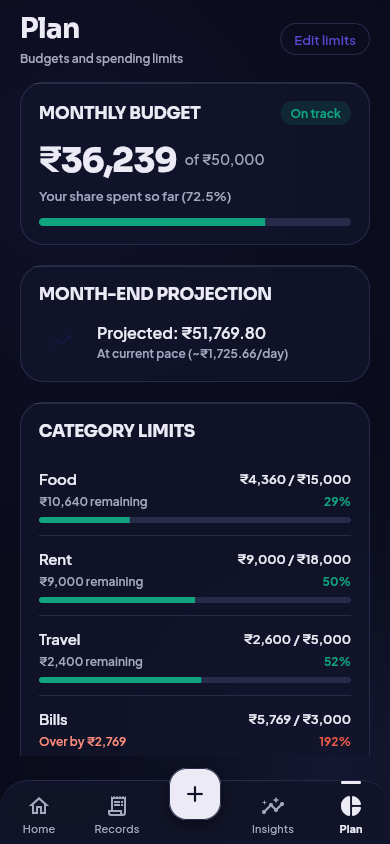 Plan
Edit limits
Budgets and spending limits
MONTHLY BUDGET
On track
₹36,239 of ₹50,000
Your share spent so far (72.5%)
MONTH-END PROJECTION
Projected: ₹51,769.80
At current pace (~₹1,725.66/day)
CATEGORY LIMITS
Food ₹4,360 / ₹15,000
₹10,640 remaining 29%
Rent ₹9,000 / ₹18,000
₹9,000 remaining 50%
Travel ₹2,600 / ₹5,000
₹2,400 remaining 52%
Bills ₹5,769 / ₹3,000
Over by ₹2,769 192%
Home Records + Insights Plan